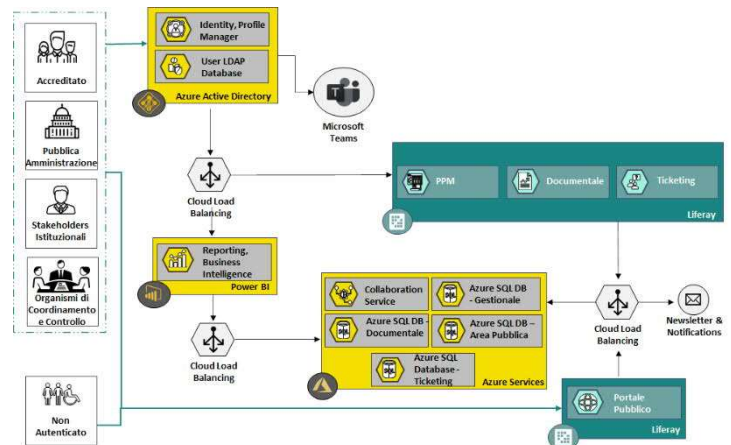 Accreditato
Pubblica
Amministrazione
Stakeholders
Istituzionali
Organismi di
Coordinamento
e Controllo
Non
Autenticato
Identity, Profile
Manager
User LDAP
Database
Azure Active Directory
Microsoft
Teams
Cloud Load
Balancing
Reporting,
Business
Intelligence
Power BI
Cloud Load
Balancing
PPM
Documentale
Ticketing
Liferay
Collaboration
Service
Azure SQL DB
- Gestionale
Azure SQL DB -
Documentale
Azure SQL DB –
Area Pubblica
Azure SQL
Database -
Ticketing
Azure Services
Cloud Load
Balancing
Newsletter &
Notifications
Portale
Pubblico
Liferay